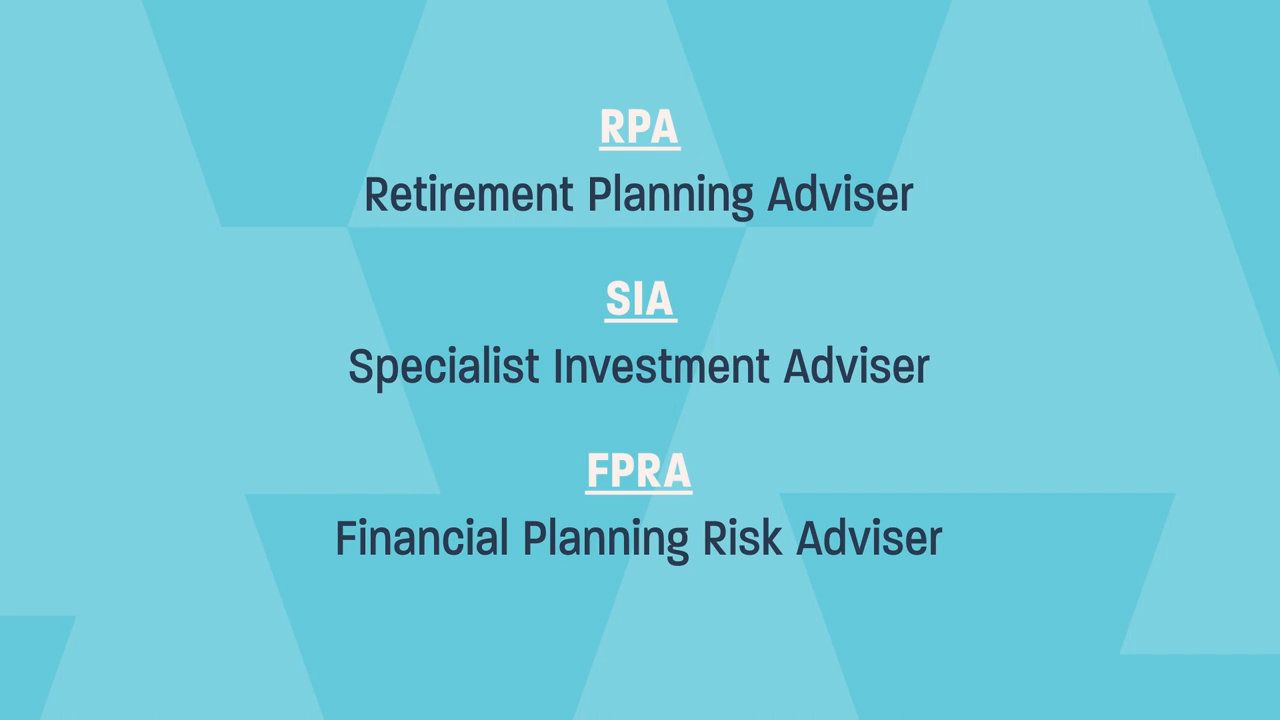 RPA
Retirement Planning Adviser
SIA
Specialist Investment Adviser
FPRA
Financial Planning Risk Adviser